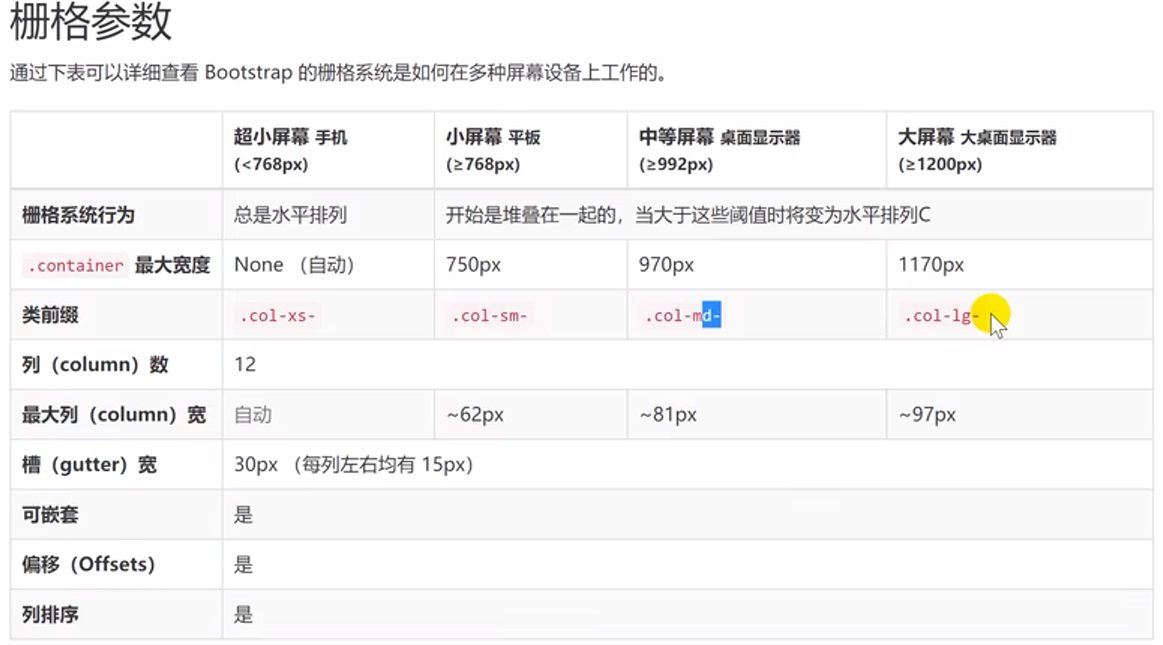 栅格参数
通过下表可以详细查看 Bootstrap 的栅格系统是如何在多种屏幕设备上工作的。
超小屏幕 手机 (<768px) 小屏幕 平板 (≥768px) 中等屏幕 桌面显示器 (≥992px) 大屏幕 大桌面显示器 (≥1200px)
栅格系统行为 总是水平排列 开始是堆叠在一起的，当大于这些阈值时将变为水平排列C
.container 最大宽度 None （自动） 750px 970px 1170px
类前缀 .col-xs- .col-sm- .col-md- .col-lg-
列（column）数 12
最大列（column）宽 自动 ~62px ~81px ~97px
槽（gutter）宽 30px （每列左右均有 15px）
可嵌套 是
偏移（Offsets） 是
列排序 是